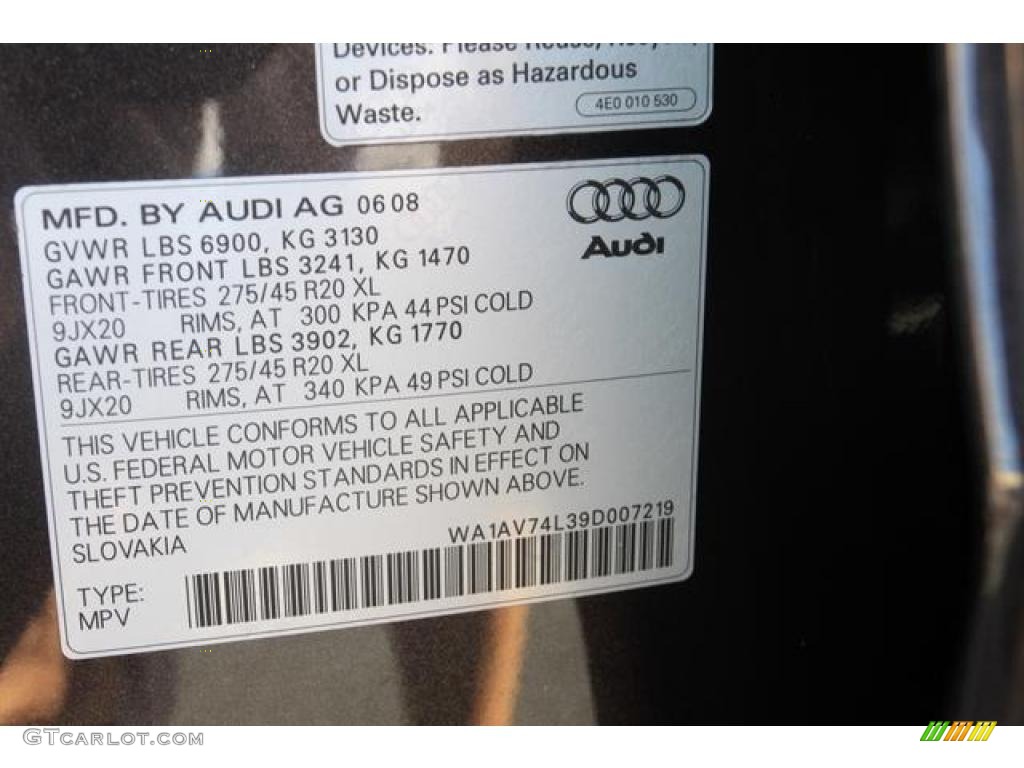 Devices. Please
or Dispose as Hazardous
Waste.
4E0 010 530
MFD. BY AUDI AG 06 08
Audi
GVWR LBS 6900, KG 3130
GAWR FRONT LBS 3241, KG 1470
FRONT-TIRES 275/45 R20 XL
9JX20 RIMS, AT 300 KPA 44 PSI COLD
GAWR REAR LBS 3902, KG 1770
REAR-TIRES 275/45 R20 XL
9JX20 RIMS, AT 340 KPA 49 PSI COLD
THIS VEHICLE CONFORMS TO ALL APPLICABLE
U.S. FEDERAL MOTOR VEHICLE SAFETY AND
THEFT PREVENTION STANDARDS IN EFFECT ON
THE DATE OF MANUFACTURE SHOWN ABOVE.
SLOVAKIA WA1AV74L39D007219
TYPE:
MPV
GTCARLOT.COM